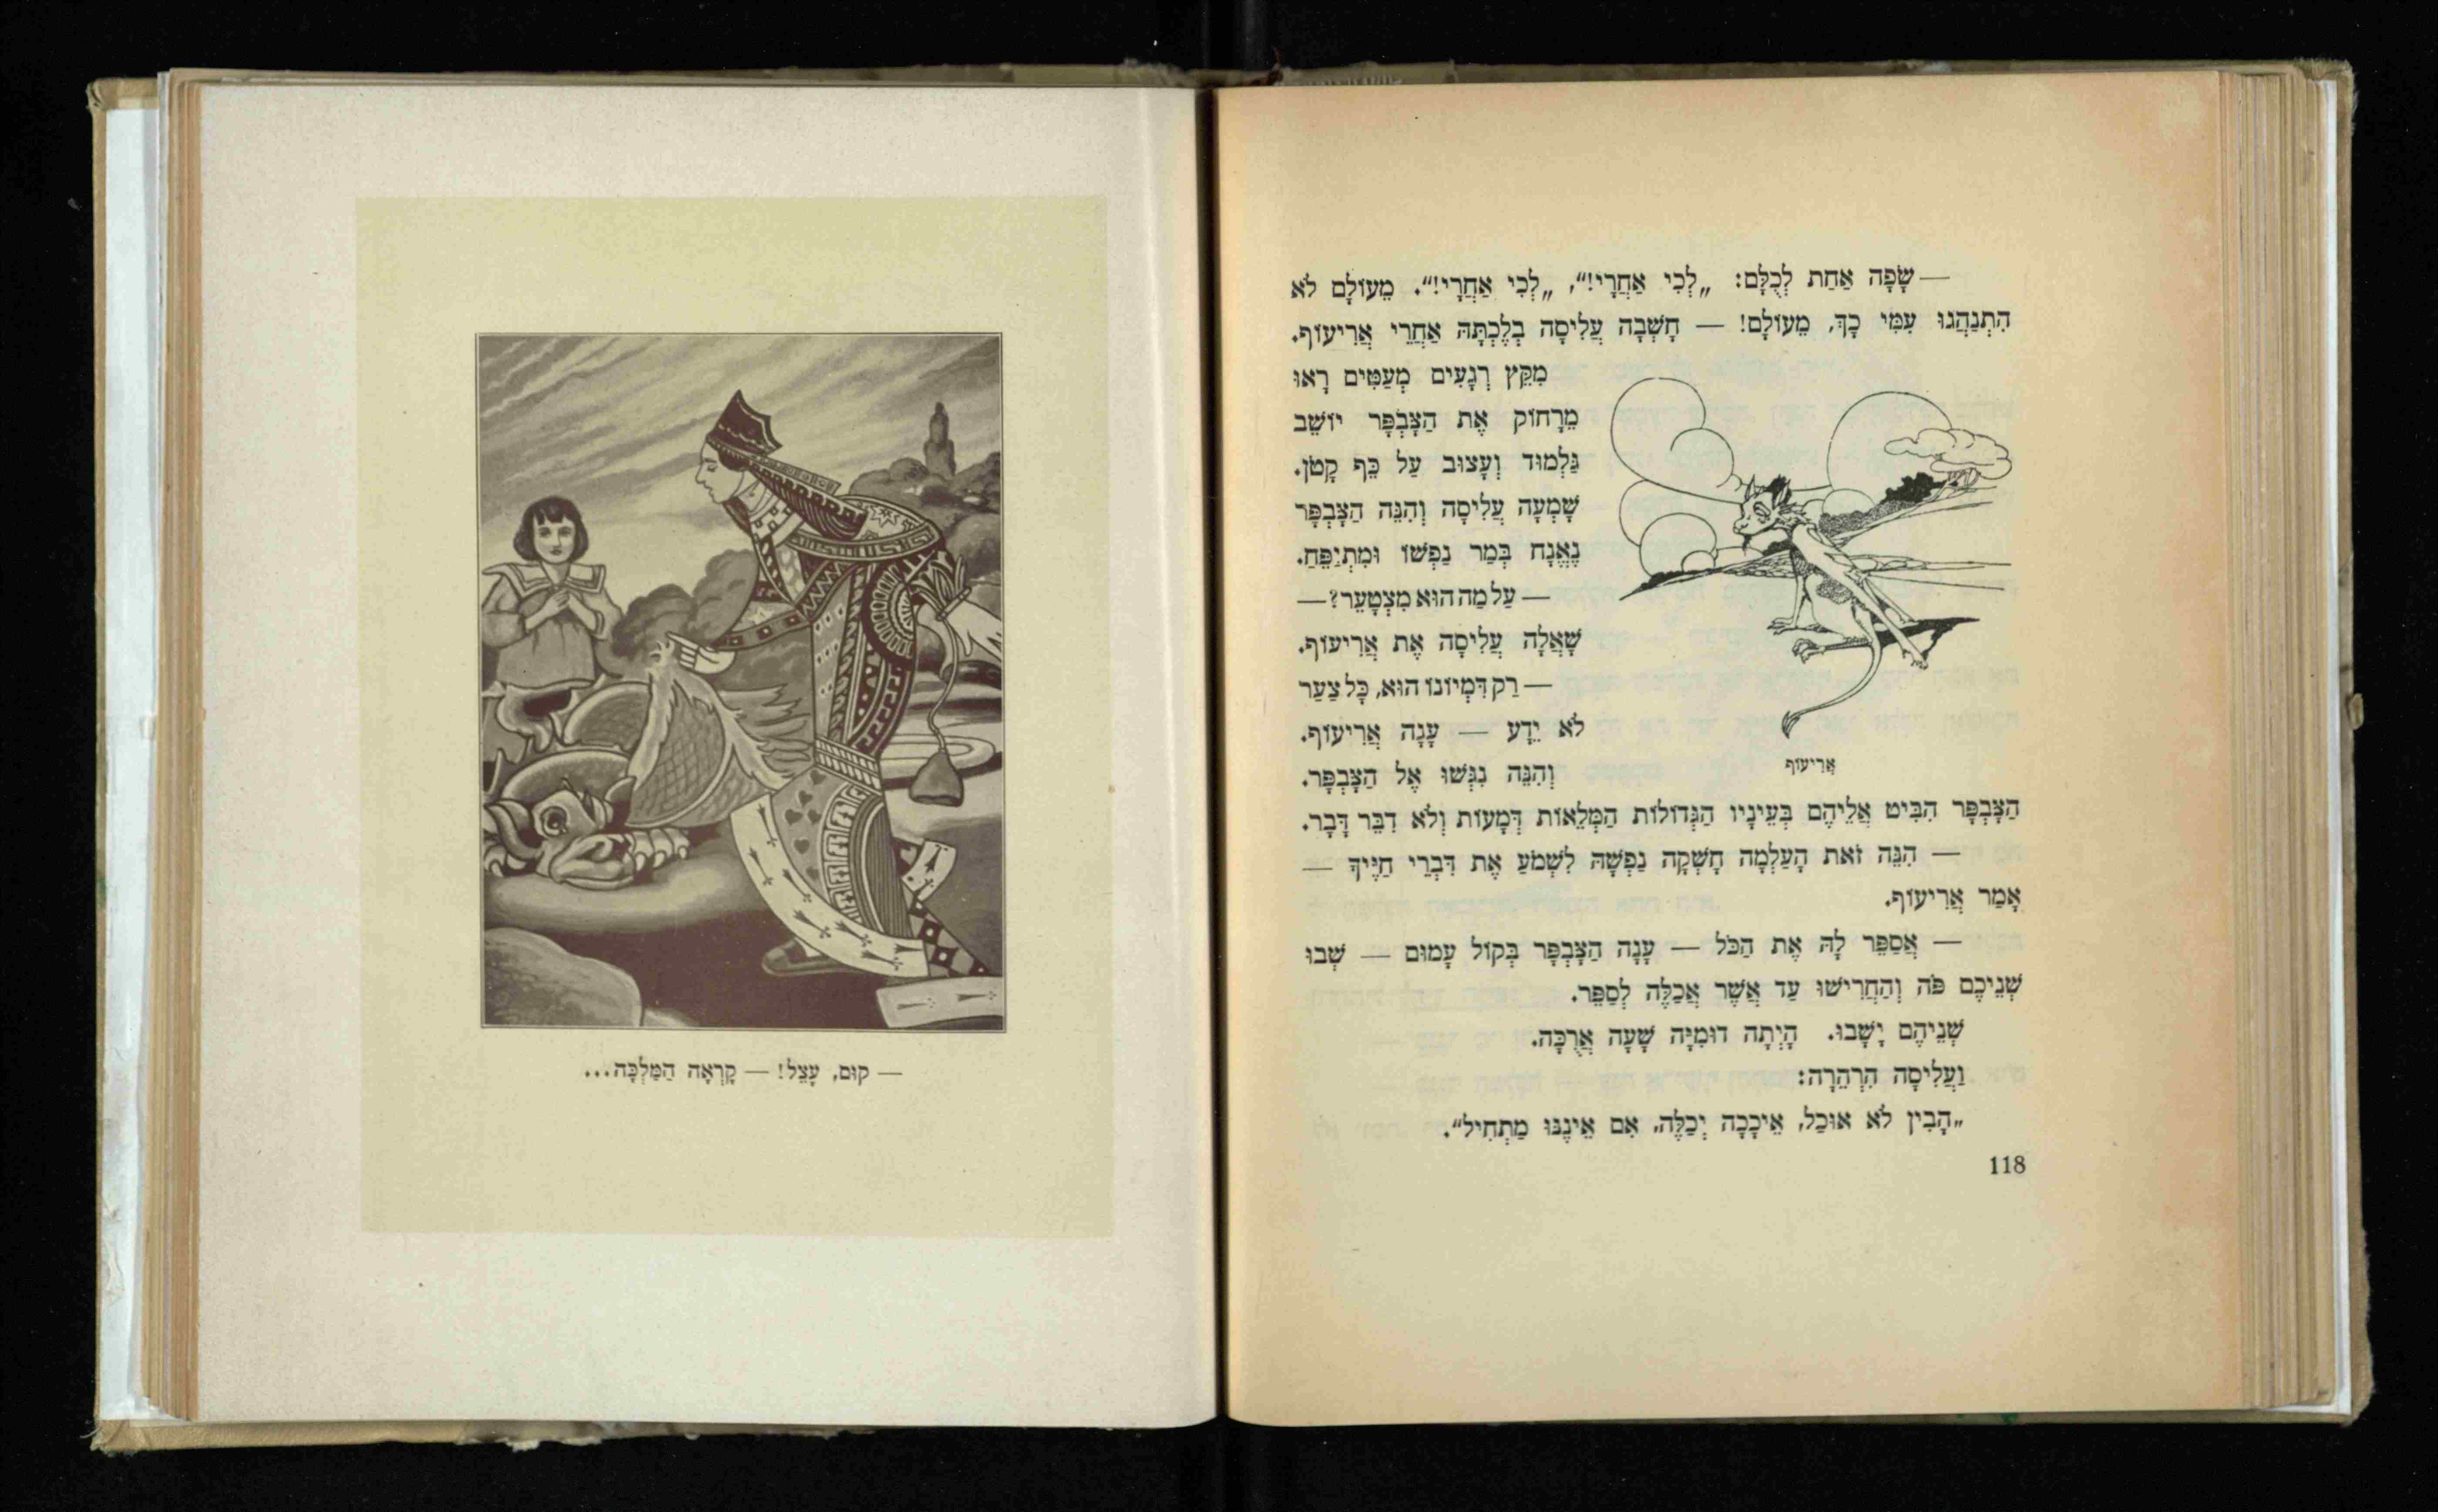 — שָׂפָה אַחַת לְכֻלָּם: „לְכִי אַחֲרָי!“, „לְכִי אַחֲרָי!“. מֵעוֹלָם לֹא
הִתְנַהֲגוּ עִמִּי כָךְ, מֵעוֹלָם! — חָשְׁבָה עֲלִיסָה בְלֶכְתָּהּ אַחֲרֵי אֲרִיעוֹף.
מִקֵּץ רְגָעִים מְעַטִּים רָאוּ
מֵרָחוֹק אֶת הַצָּבְפָּר יוֹשֵׁב
גַּלְמוּד וְעָצוּב עַל כֵּף קָטֹן.
שָׁמְעָה עֲלִיסָה וְהִנֵּה הַצָּבְפָּר
נֶאֱנָח בְּמַר נַפְשׁוֹ וּמִתְיַפֵּחַ.
— עַל מַה הוּא מִצְטָעֵר? —
שָׁאֲלָה עֲלִיסָה אֶת אֲרִיעוֹף.
— רַק דִּמְיוֹנוֹ הוּא, כָּל צַעַר
לֹא יֵדָע — עָנָה אֲרִיעוֹף.
וְהִנֵּה נִגְּשׁוּ אֶל הַצָּבְפָּר.
אֲרִיעוֹף
הַצָּבְפָּר הִבִּיט אֲלֵיהֶם בְּעֵינָיו הַגְּדוֹלוֹת הַמְּלֵאוֹת דְּמָעוֹת וְלֹא דִבֵּר דָּבָר.
— הִנֵּה זֹאת הָעַלְמָה חָשְׁקָה נַפְשָׁהּ לִשְׁמֹעַ אֶת דִּבְרֵי חַיֶּיךָ —
אָמַר אֲרִיעוֹף.
— אֲסַפֵּר לָהּ אֶת הַכֹּל — עָנָה הַצָּבְפָּר בְּקוֹל עָמוּם — שְׁבוּ
שְׁנֵיכֶם פֹּה וְהַחֲרִישׁוּ עַד אֲשֶׁר אֲכַלֶּה לְסַפֵּר.
שְׁנֵיהֶם יָשָׁבוּ. הָיְתָה דוּמִיָּה שָׁעָה אֲרֻכָּה.
וַעֲלִיסָה הִרְהֵרָה:
„הָבִין לֹא אוּכַל, אֵיכָכָה יְכַלֶּה, אִם אֵינֶנּוּ מַתְחִיל“.
118
— קוּם, עָצֵל! — קָרְאָה הַמַּלְכָּה...